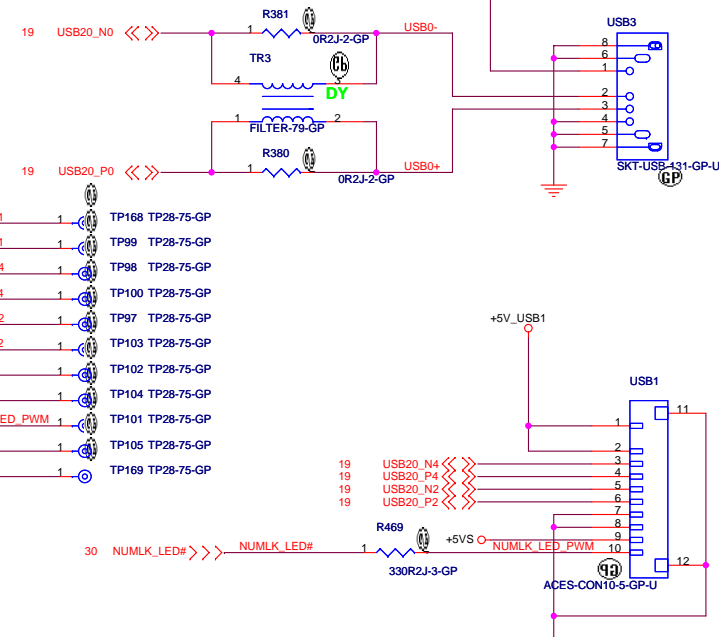 R381
19 USB20_N0 1 0R2J-2-GP USB0-
USB3
TR3
4 3
DY
8
6
1
2
3
4
5
7
1 2
FILTER-79-GP
R380
19 USB20_P0 1 0R2J-2-GP USB0+
SKT-USB-131-GP-U
GP
1 TP168 TP28-75-GP
1 TP99 TP28-75-GP
1 TP98 TP28-75-GP
1 TP100 TP28-75-GP
1 TP97 TP28-75-GP
1 TP103 TP28-75-GP
1 TP102 TP28-75-GP
1 TP104 TP28-75-GP
ED_PWM 1 TP101 TP28-75-GP
1 TP105 TP28-75-GP
1 TP169 TP28-75-GP
+5V_USB1
USB1
1 11
2
19 USB20_N4 3
19 USB20_P4 4
19 USB20_N2 5
19 USB20_P2 6
7
8
+5VS 9
NUMLK_LED_PWM 10
12
R469
30 NUMLK_LED# NUMLK_LED# 1
330R2J-3-GP
ACES-CON10-5-GP-U